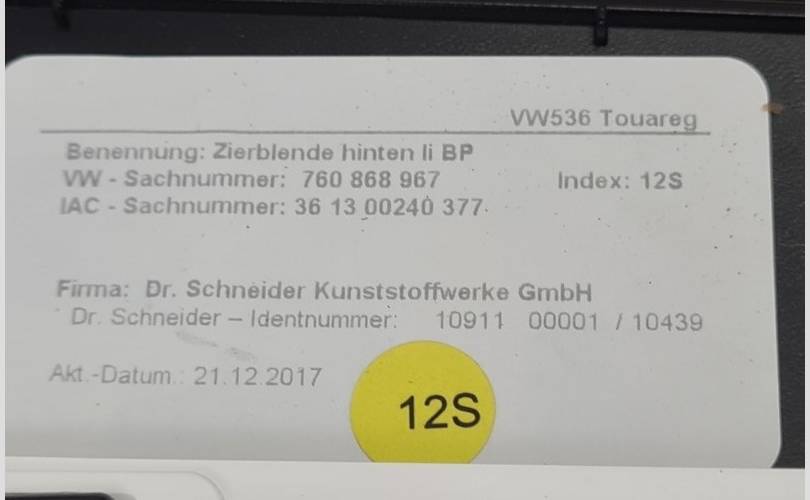 VW536 Touareg
Benennung: Zierblende hinten li BP
VW - Sachnummer: 760 868 967 Index: 12S
IAC - Sachnummer: 36 13 00240 377
Firma: Dr. Schneider Kunststoffwerke GmbH
Dr. Schneider – Identnummer: 10911 00001 / 10439
Akt.-Datum.: 21.12.2017
12S